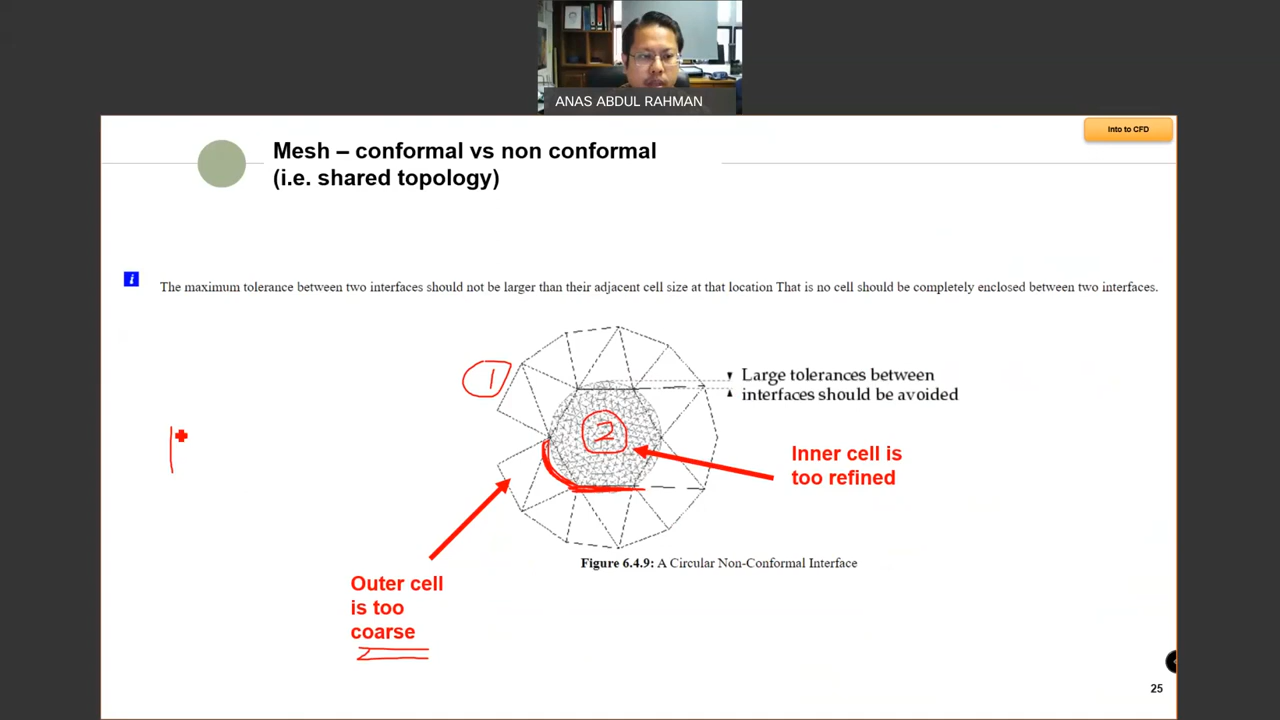 ANAS ABDUL RAHMAN
Into to CFD
Mesh – conformal vs non conformal
(i.e. shared topology)
i
The maximum tolerance between two interfaces should not be larger than their adjacent cell size at that location That is no cell should be completely enclosed between two interfaces.
1
Large tolerances between
interfaces should be avoided
2
Inner cell is
too refined
Figure 6.4.9: A Circular Non-Conformal Interface
Outer cell
is too
coarse
25